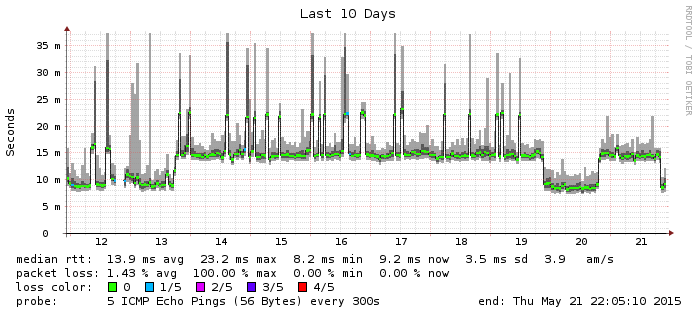 Last 10 Days
RRDTOOL / TOBI OETIKER
Seconds
35 m
30 m
25 m
20 m
15 m
10 m
5 m
0
12 13 14 15 16 17 18 19 20 21
median rtt: 13.9 ms avg 23.2 ms max 8.2 ms min 9.2 ms now 3.5 ms sd 3.9 am/s
packet loss: 1.43 % avg 100.00 % max 0.00 % min 0.00 % now
loss color: 0 1/5 2/5 3/5 4/5
probe: 5 ICMP Echo Pings (56 Bytes) every 300s end: Thu May 21 22:05:10 2015